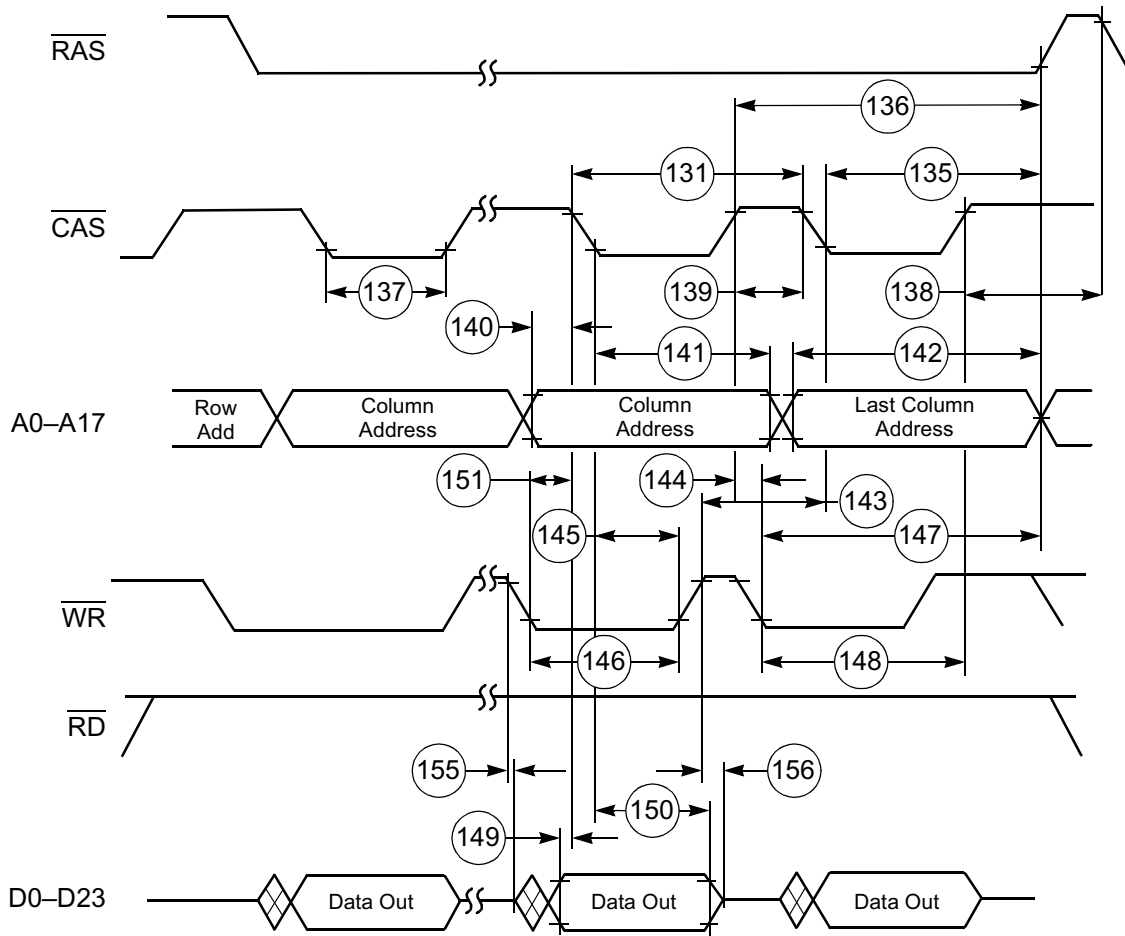 RAS
136
131
135
CAS
137
139
138
140
141
142
A0–A17
Row
Add
Column
Address
Column
Address
Last Column
Address
151
144
143
145
147
WR
146
148
RD
155
156
150
149
D0–D23
Data Out
Data Out
Data Out